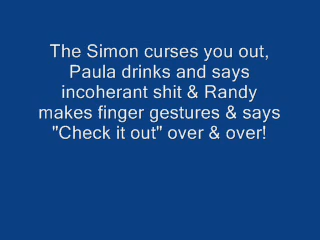 The Simon curses you out,
Paula drinks and says
incoherant shit & Randy
makes finger gestures & says
"Check it out" over & over!